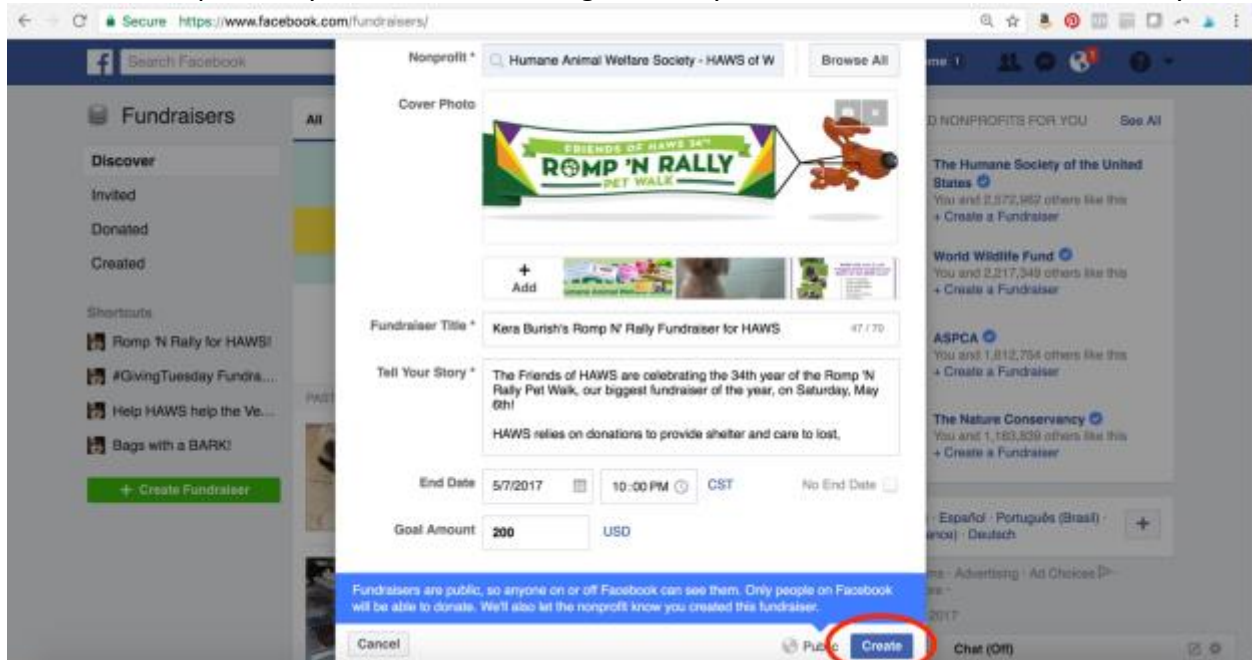 Secure https://www.facebook.com/fundraisers/
Search Facebook
Fundraisers
Discover
Invited
Donated
Created
Shortcuts
Romp 'N Rally for HAWS!
#GivingTuesday Fundra...
Help HAWS help the Ve...
Bags with a BARK!
+ Create Fundraiser
All
PAST
Nonprofit * Humane Animal Welfare Society - HAWS of W Browse All
Cover Photo
FRIENDS OF HAWS 34TH
ROMP 'N RALLY
PET WALK
+
Add
Fundraiser Title * Kera Burish's Romp N' Rally Fundraiser for HAWS 47 / 70
Tell Your Story * The Friends of HAWS are celebrating the 34th year of the Romp 'N
Rally Pet Walk, our biggest fundraiser of the year, on Saturday, May
6th!
HAWS relies on donations to provide shelter and care to lost,
End Date 5/7/2017 10:00 PM CST No End Date
Goal Amount 200 USD
Fundraisers are public, so anyone on or off Facebook can see them. Only people on Facebook
will be able to donate. We'll also let the nonprofit know you created this fundraiser.
Cancel Public Create
D NONPROFITS FOR YOU See All
The Humane Society of the United
States
You and 2,572,962 others like this
+ Create a Fundraiser
World Wildlife Fund
You and 2,217,349 others like this
+ Create a Fundraiser
ASPCA
You and 1,812,754 others like this
+ Create a Fundraiser
The Nature Conservancy
You and 1,183,839 others like this
+ Create a Fundraiser
· Español · Português (Brasil) ·
· Deutsch
+
· Advertising · Ad Choices
2017
Chat (Off)